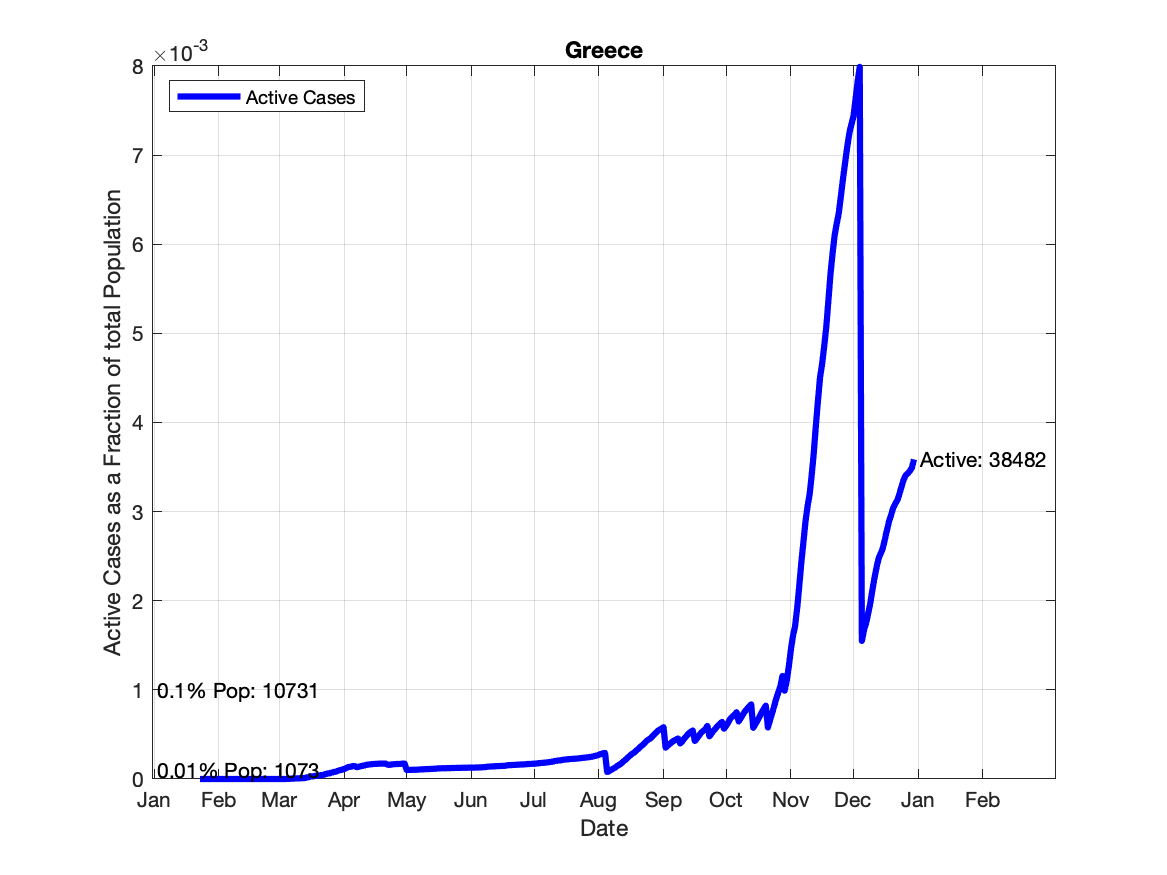 Greece
×10-3
Active Cases
8
7
6
5
4
3
2
1
0
Active Cases as a Fraction of total Population
Active: 38482
0.1% Pop: 10731
0.01% Pop: 1073
Jan Feb Mar Apr May Jun Jul Aug Sep Oct Nov Dec Jan Feb
Date